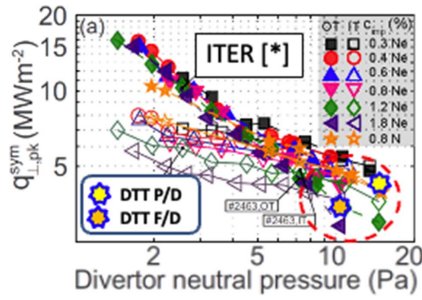 (a)
OT IT c_imp (%)
0.3 Ne
0.4 Ne
0.6 Ne
0.8 Ne
1.2 Ne
1.8 Ne
0.8 N
ITER [*]
20
15
10
5
q⊥,pk^sym (MWm-2)
#2463,OT
#2463,IT
DTT P/D
DTT F/D
2
5
10
20
Divertor neutral pressure (Pa)